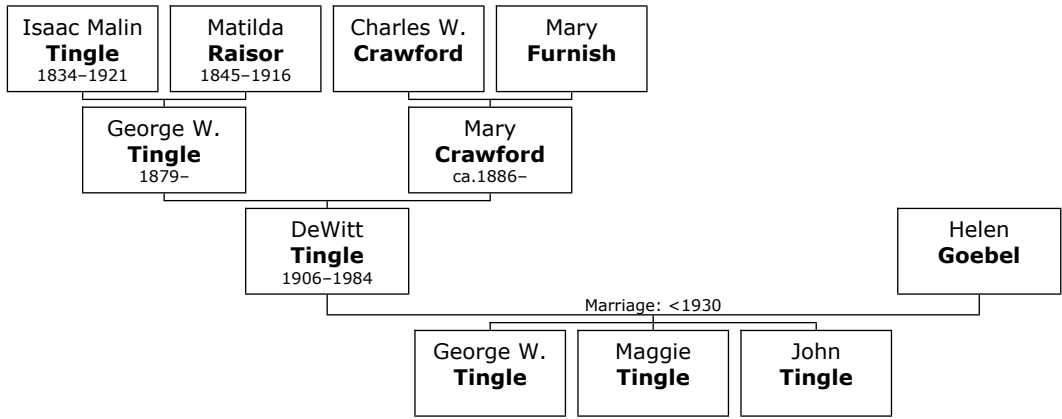 Isaac Malin
Tingle
1834–1921
Matilda
Raisor
1845–1916
Charles W.
Crawford
Mary
Furnish
George W.
Tingle
1879–
Mary
Crawford
ca.1886–
DeWitt
Tingle
1906–1984
Helen
Goebel
Marriage: <1930
George W.
Tingle
Maggie
Tingle
John
Tingle